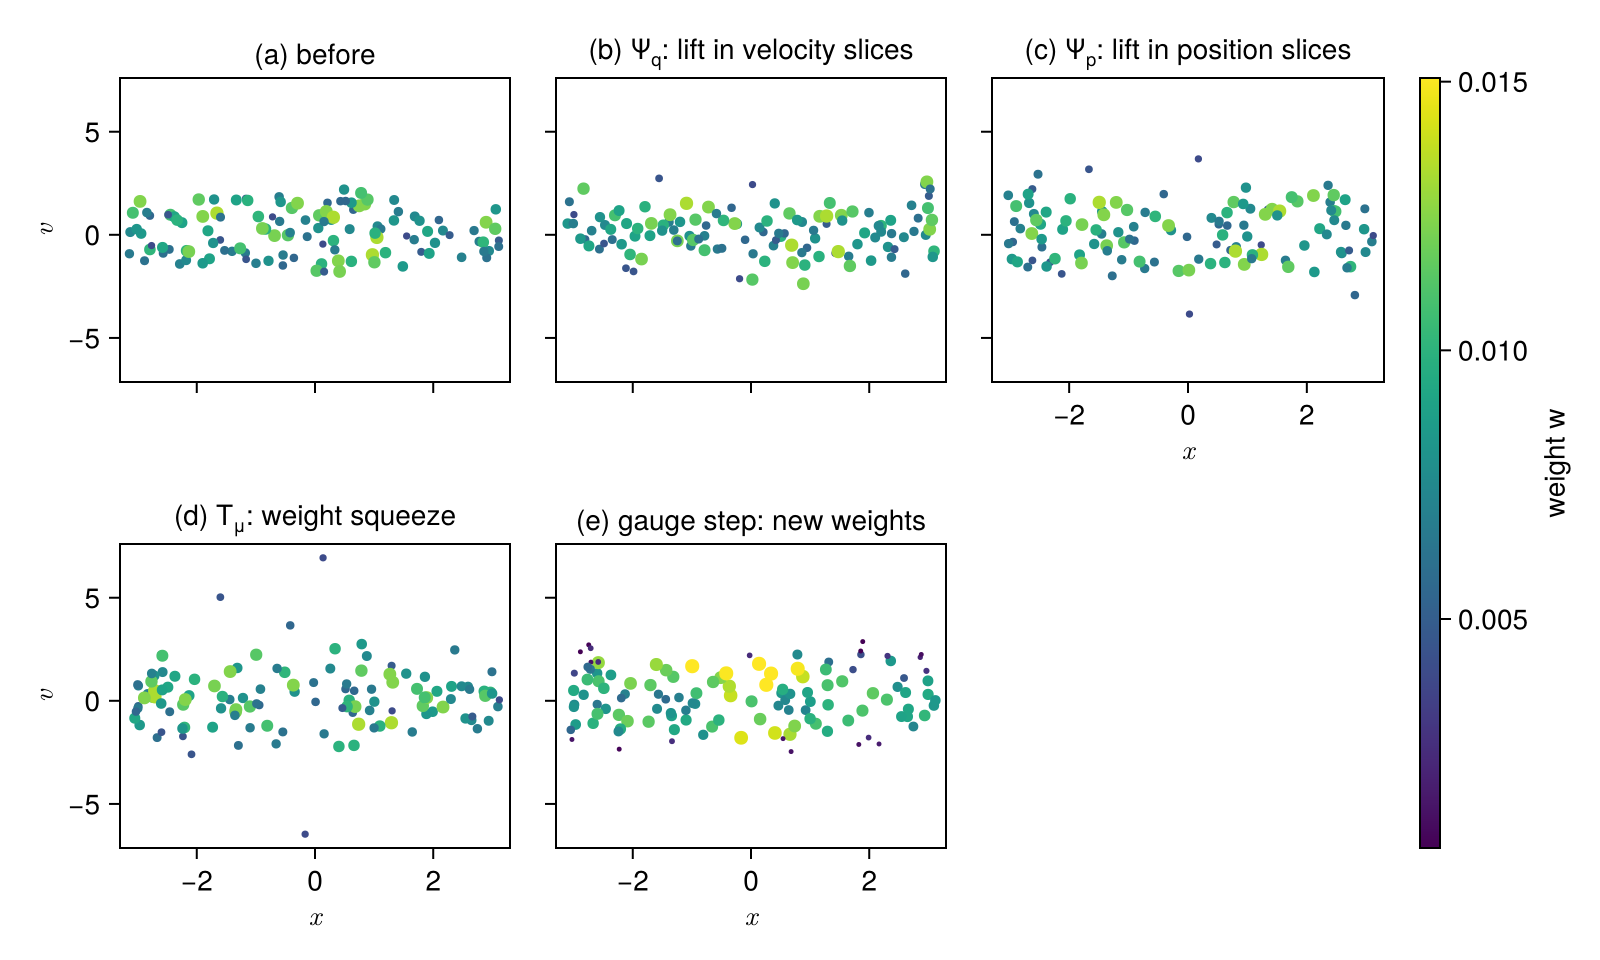 (a) before
(b) Ψq: lift in velocity slices
(c) Ψp: lift in position slices
0.015
5
v
0
−5
0.010
−2
0
2
x
weight w
0.005
(d) Tμ: weight squeeze
(e) gauge step: new weights
5
v
0
−5
−2
0
2
−2
0
2
x
x